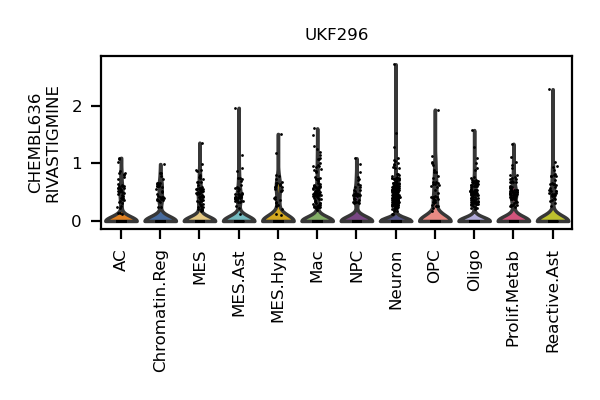 UKF296
CHEMBL636
RIVASTIGMINE
2
1
0
AC
Chromatin.Reg
MES
MES.Ast
MES.Hyp
Mac
NPC
Neuron
OPC
Oligo
Prolif.Metab
Reactive.Ast